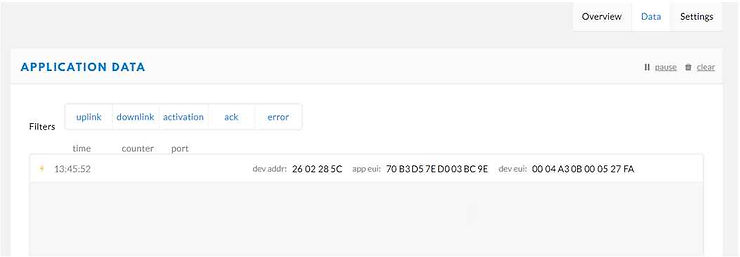 Overview Data Settings
APPLICATION DATA pause clear
Filters uplink downlink activation ack error
time counter port
13:45:52 dev addr: 26 02 28 5C app eui: 70 B3 D5 7E D0 03 BC 9E dev eui: 00 04 A3 0B 00 05 27 FA